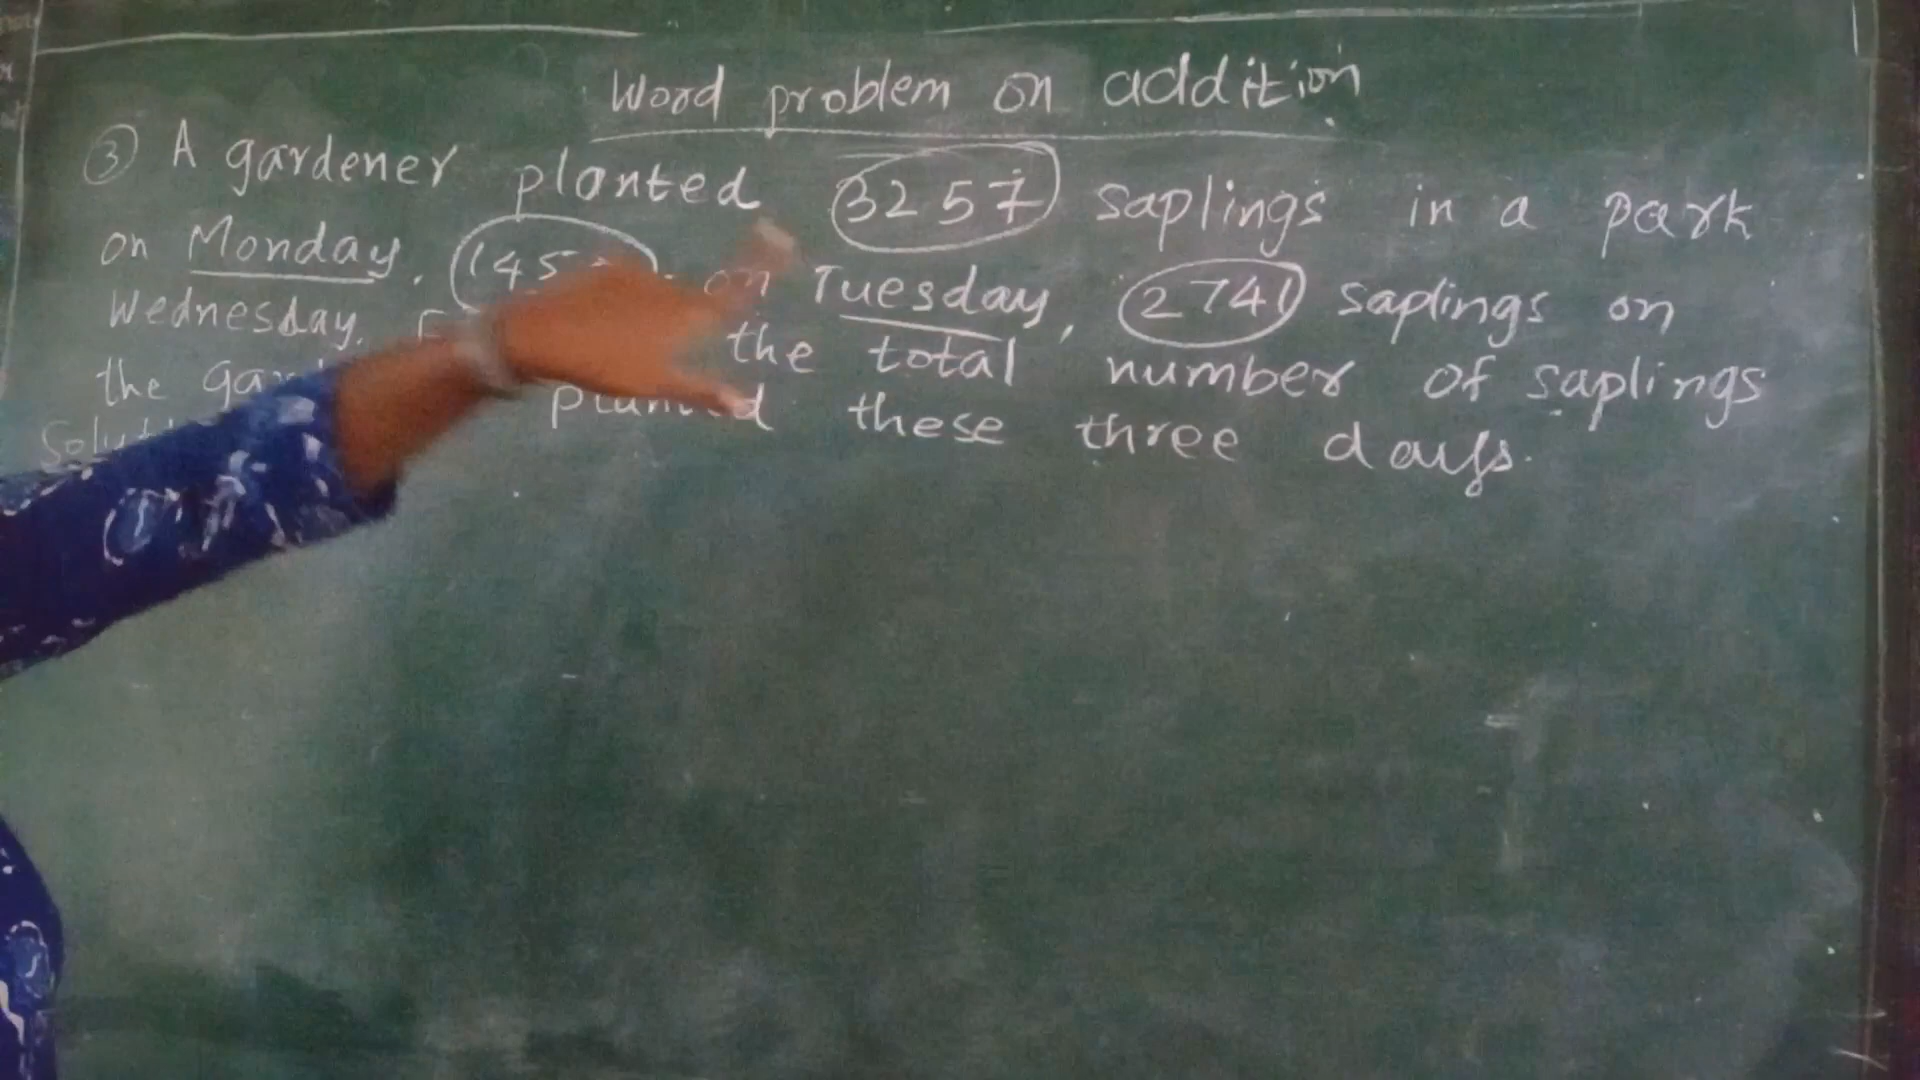 Word problem on addition
③ A gardener planted 3257 saplings in a park
on Monday, on Tuesday, 2741 saplings on
Wednesday. the total number of saplings
the planted these three days.